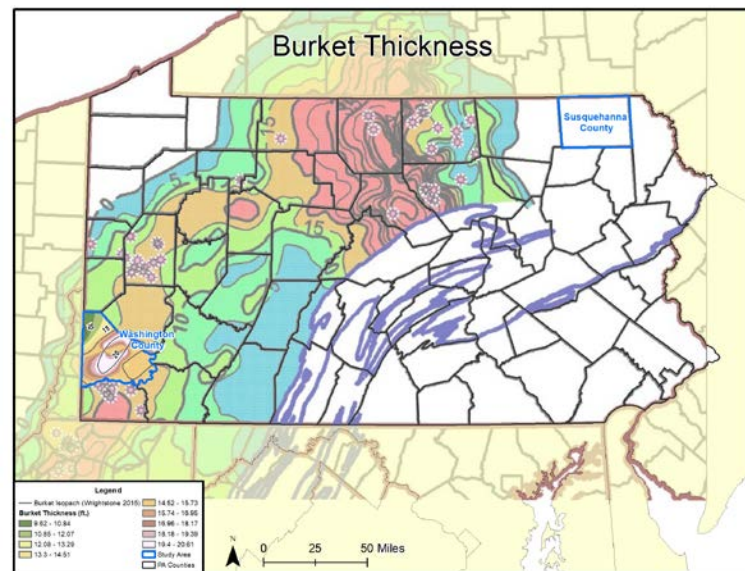 Burket Thickness
Susquehanna
County
15
15
15
10
Washington
County
20
Legend
Burket Isopach (Wrightstone 2015)
Burket Thickness (ft.)
9.62 - 10.84
10.85 - 12.07
12.08 - 13.29
13.3 - 14.51
14.52 - 15.73
15.74 - 16.95
16.96 - 18.17
18.18 - 19.39
19.4 - 20.61
Study Area
PA Counties
N
0 25 50 Miles